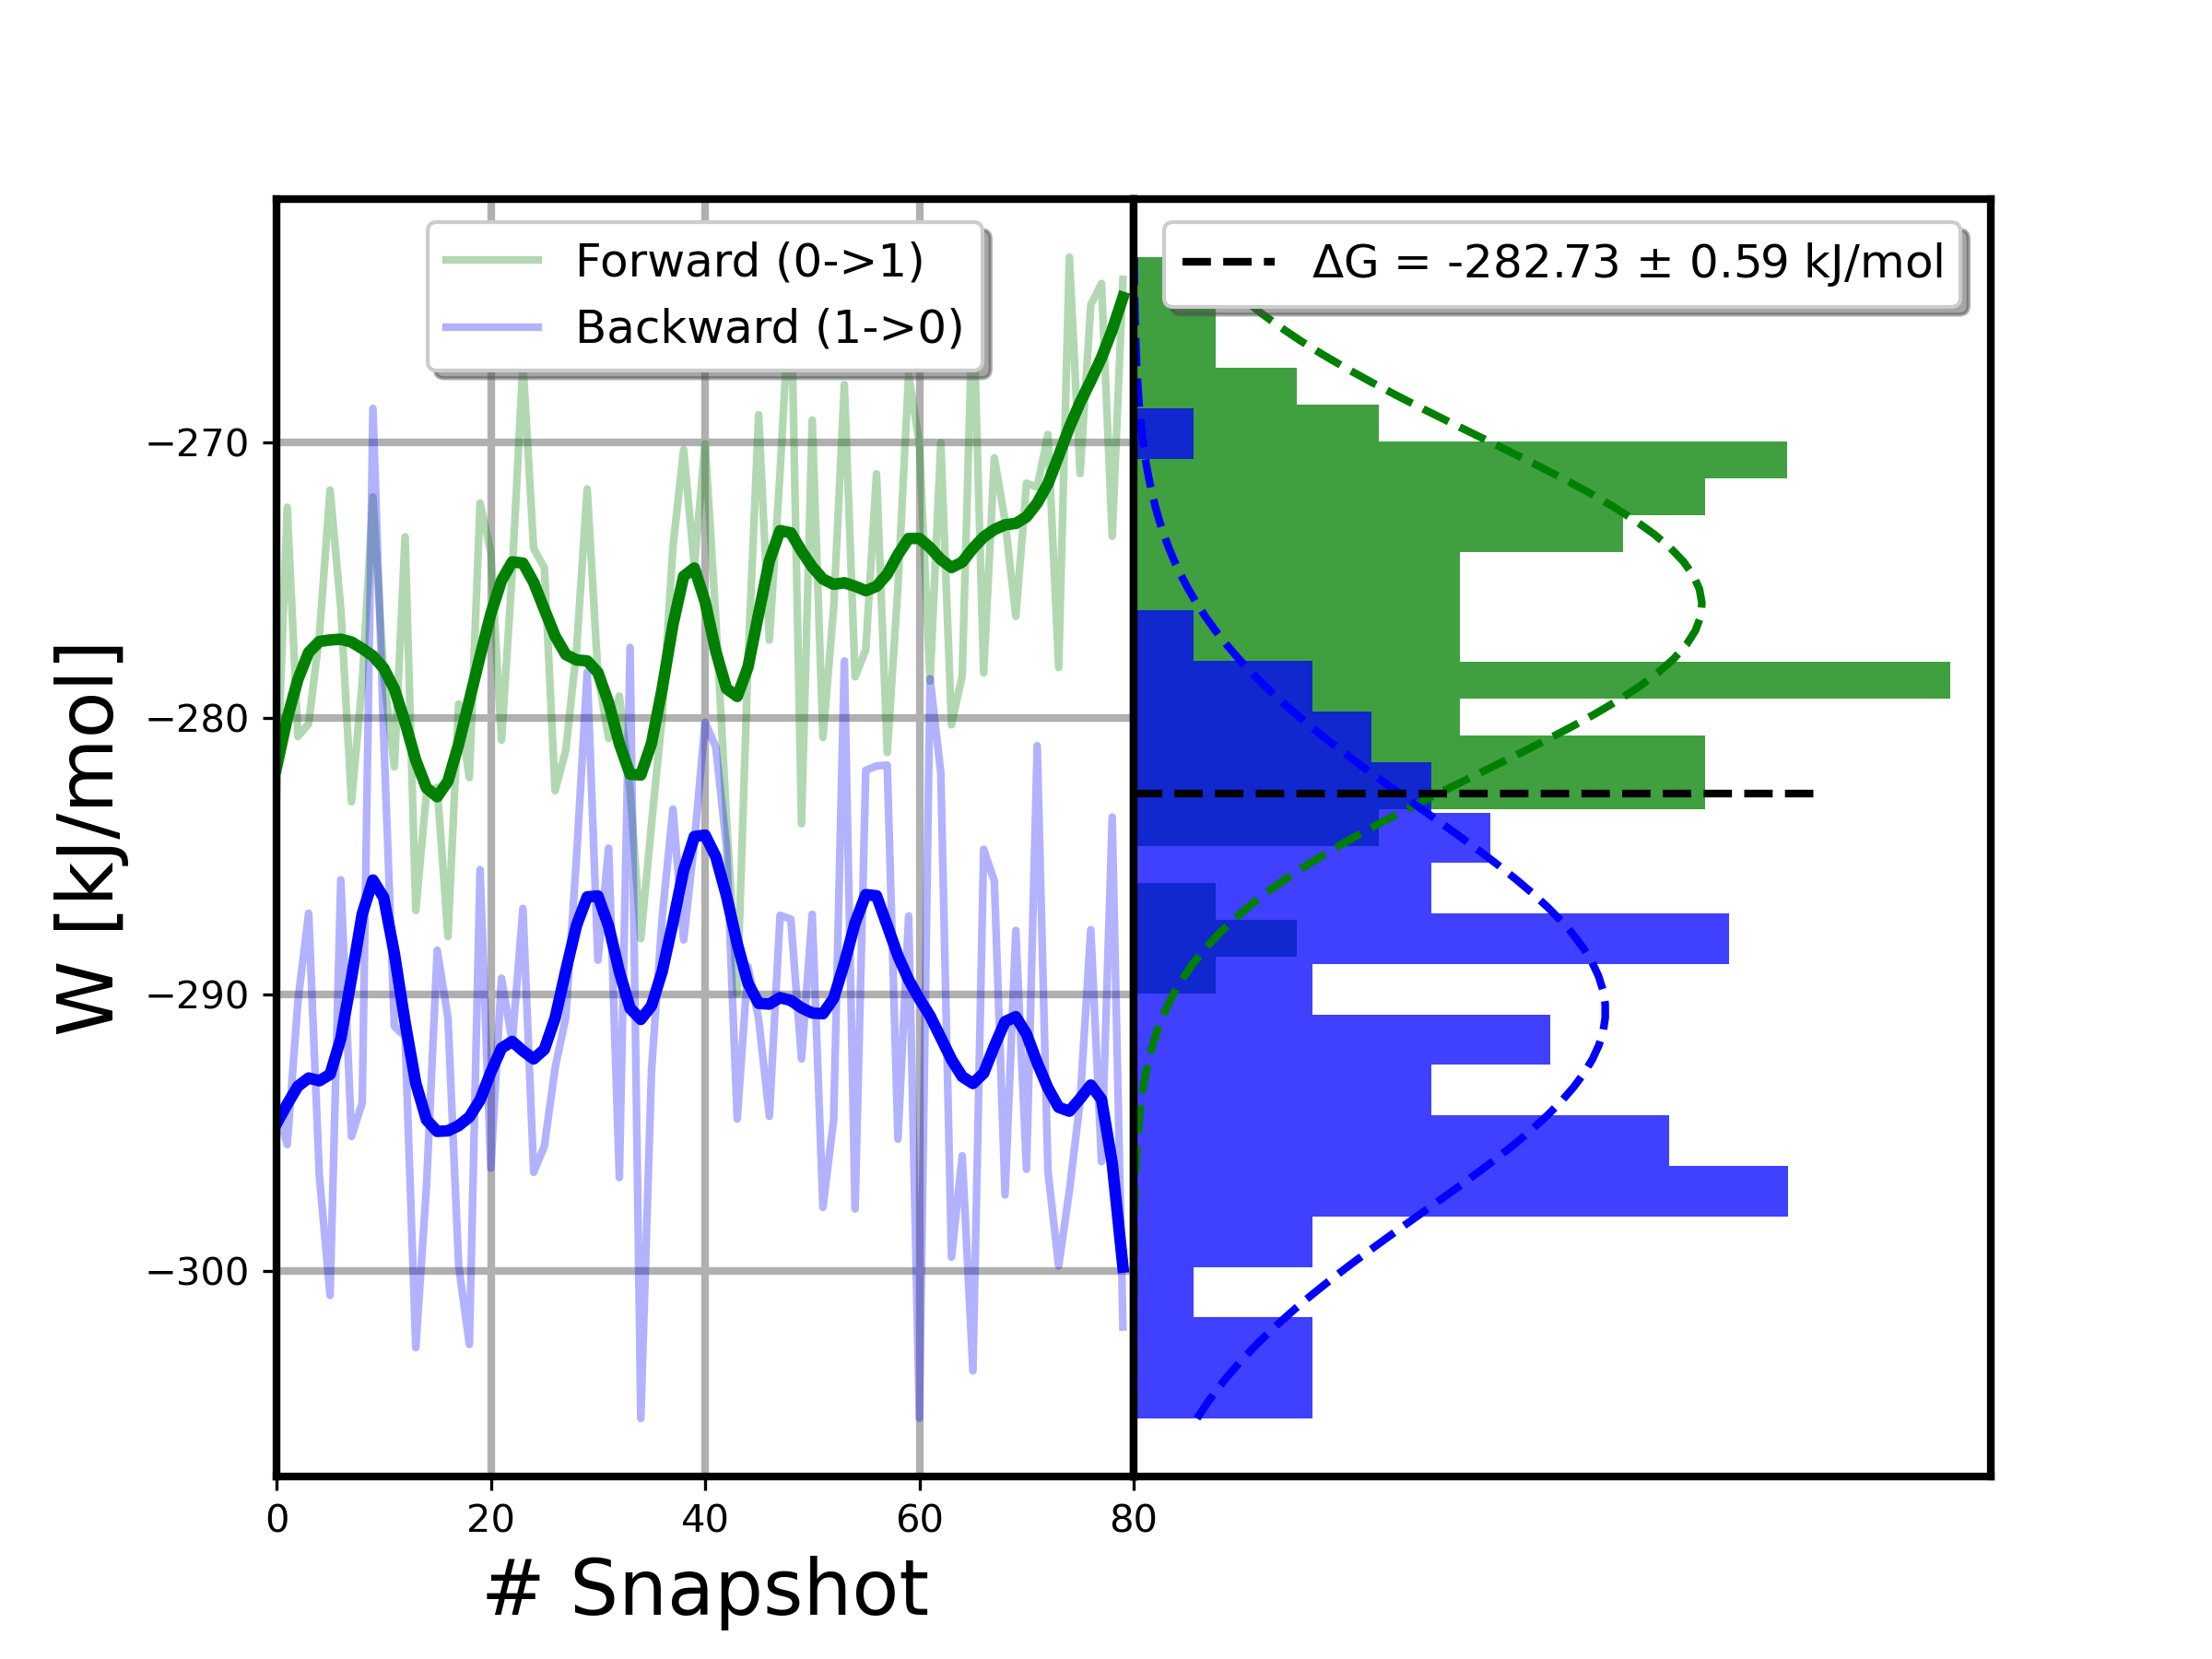 Forward (0->1)
Backward (1->0)
ΔG = -282.73 ± 0.59 kJ/mol
−270
−280
−290
−300
W [kJ/mol]
0 20 40 60 80
# Snapshot